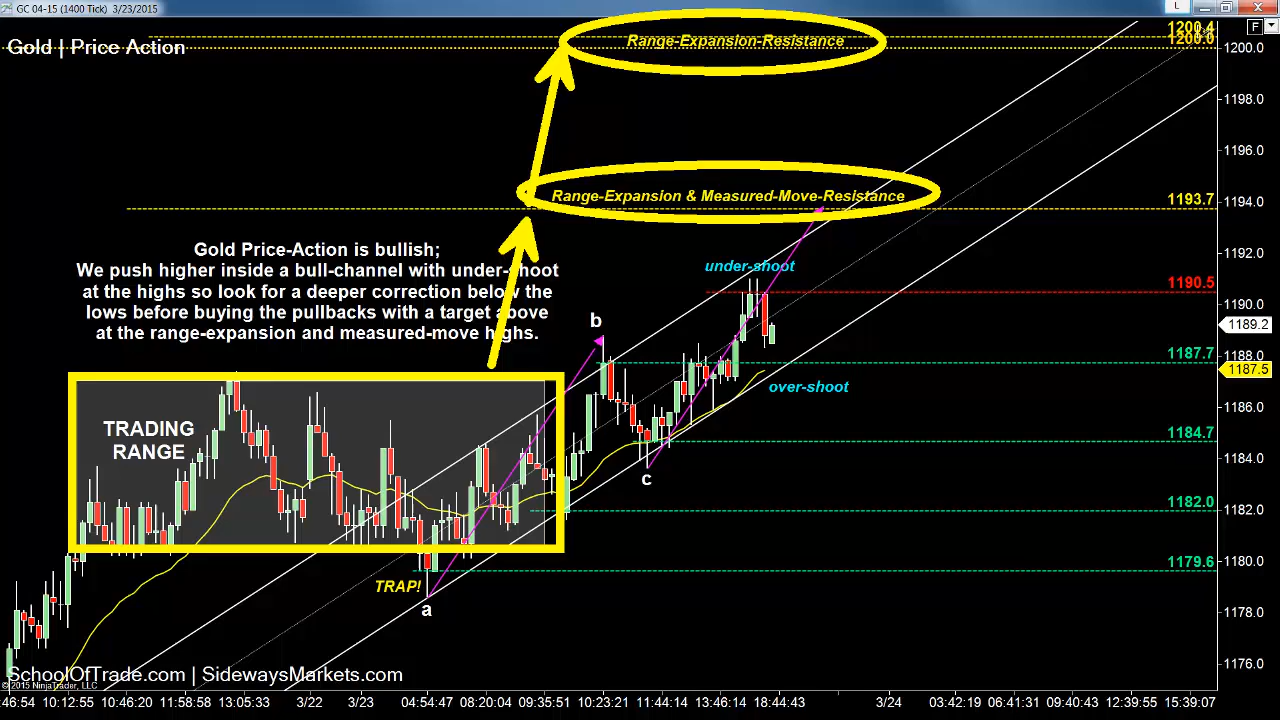 GC 04-15 (1400 Tick) 3/23/2015
L
F
Gold | Price Action
Range-Expansion-Resistance
1200.4
1200.0
1200.0
1198.0
1196.0
Range-Expansion & Measured-Move-Resistance
1193.7
1194.0
Gold Price-Action is bullish;
We push higher inside a bull-channel with under-shoot
at the highs so look for a deeper correction below the
lows before buying the pullbacks with a target above
at the range-expansion and measured-move highs.
under-shoot
1192.0
1190.5
1190.0
b
1189.2
1187.7
1188.0
1187.5
over-shoot
1186.0
TRADING
RANGE
1184.7
1184.0
c
1182.0
1182.0
1179.6
1180.0
TRAP!
a
1178.0
1176.0
SchoolOfTrade.com | SidewaysMarkets.com
© 2015 NinjaTrader, LLC
:46:54 10:12:55 10:46:20 11:58:58 13:05:33 3/22 3/23 04:54:47 08:20:04 09:35:51 10:23:21 11:44:14 13:46:14 18:44:43 3/24 03:42:19 06:41:31 09:40:43 12:39:55 15:39:07